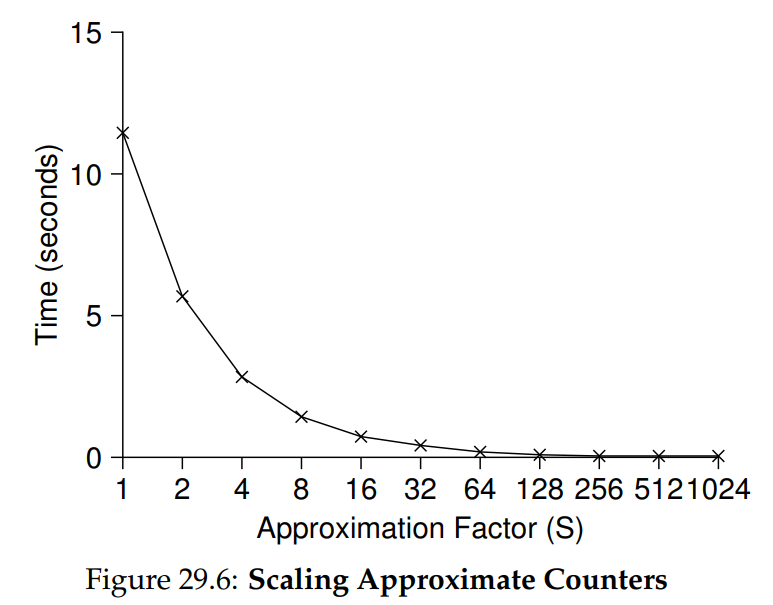 15
10
5
0
Time (seconds)
1 2 4 8 16 32 64 128 256 512 1024
Approximation Factor (S)
Figure 29.6: Scaling Approximate Counters